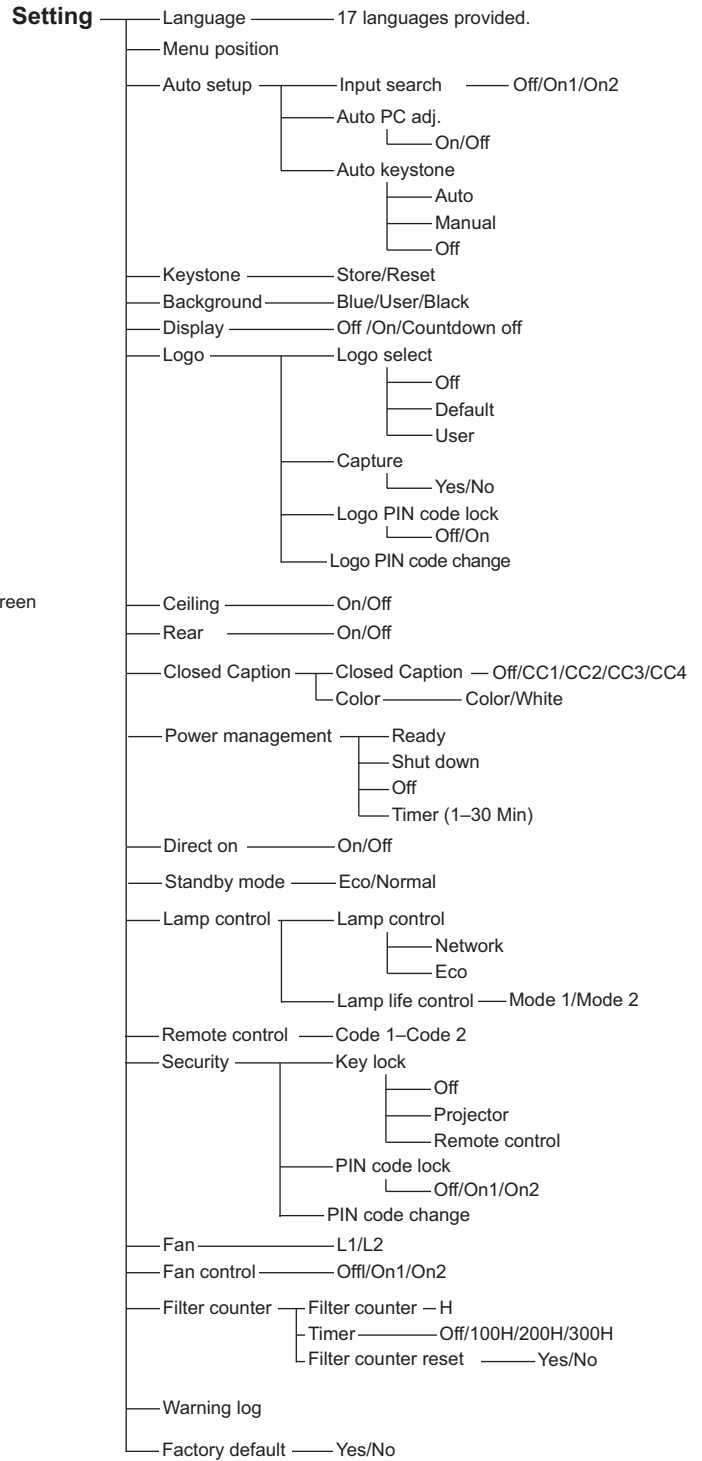 Setting Language 17 languages provided.
Menu position
Auto setup Input search Off/On1/On2
Auto PC adj.
On/Off
Auto keystone
Auto
Manual
Off
Keystone Store/Reset
Background Blue/User/Black
Display Off /On/Countdown off
Logo Logo select
Off
Default
User
Capture
Yes/No
Logo PIN code lock
Off/On
Logo PIN code change
reen Ceiling On/Off
Rear On/Off
Closed Caption Closed Caption Off/CC1/CC2/CC3/CC4
Color Color/White
Power management Ready
Shut down
Off
Timer (1–30 Min)
Direct on On/Off
Standby mode Eco/Normal
Lamp control Lamp control
Network
Eco
Lamp life control Mode 1/Mode 2
Remote control Code 1–Code 2
Security Key lock
Off
Projector
Remote control
PIN code lock
Off/On1/On2
PIN code change
Fan L1/L2
Fan control Offl/On1/On2
Filter counter Filter counter H
Timer Off/100H/200H/300H
Filter counter reset Yes/No
Warning log
Factory default Yes/No